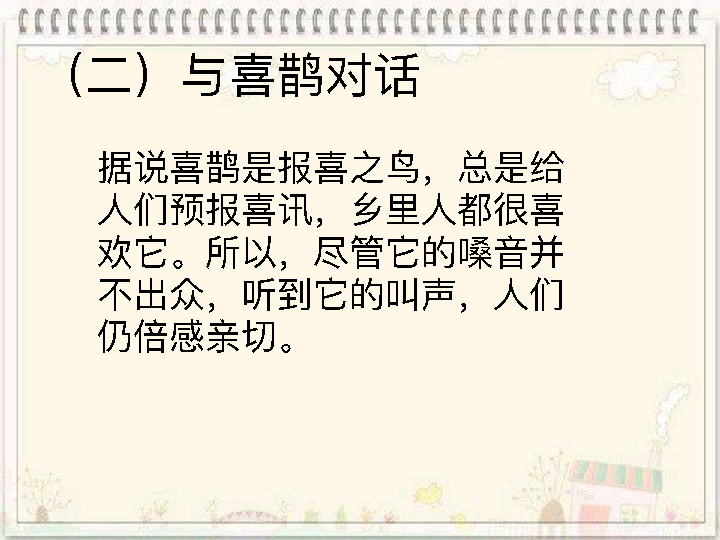 （二）与喜鹊对话
据说喜鹊是报喜之鸟，总是给
人们预报喜讯，乡里人都很喜
欢它。所以，尽管它的嗓音并
不出众，听到它的叫声，人们
仍倍感亲切。